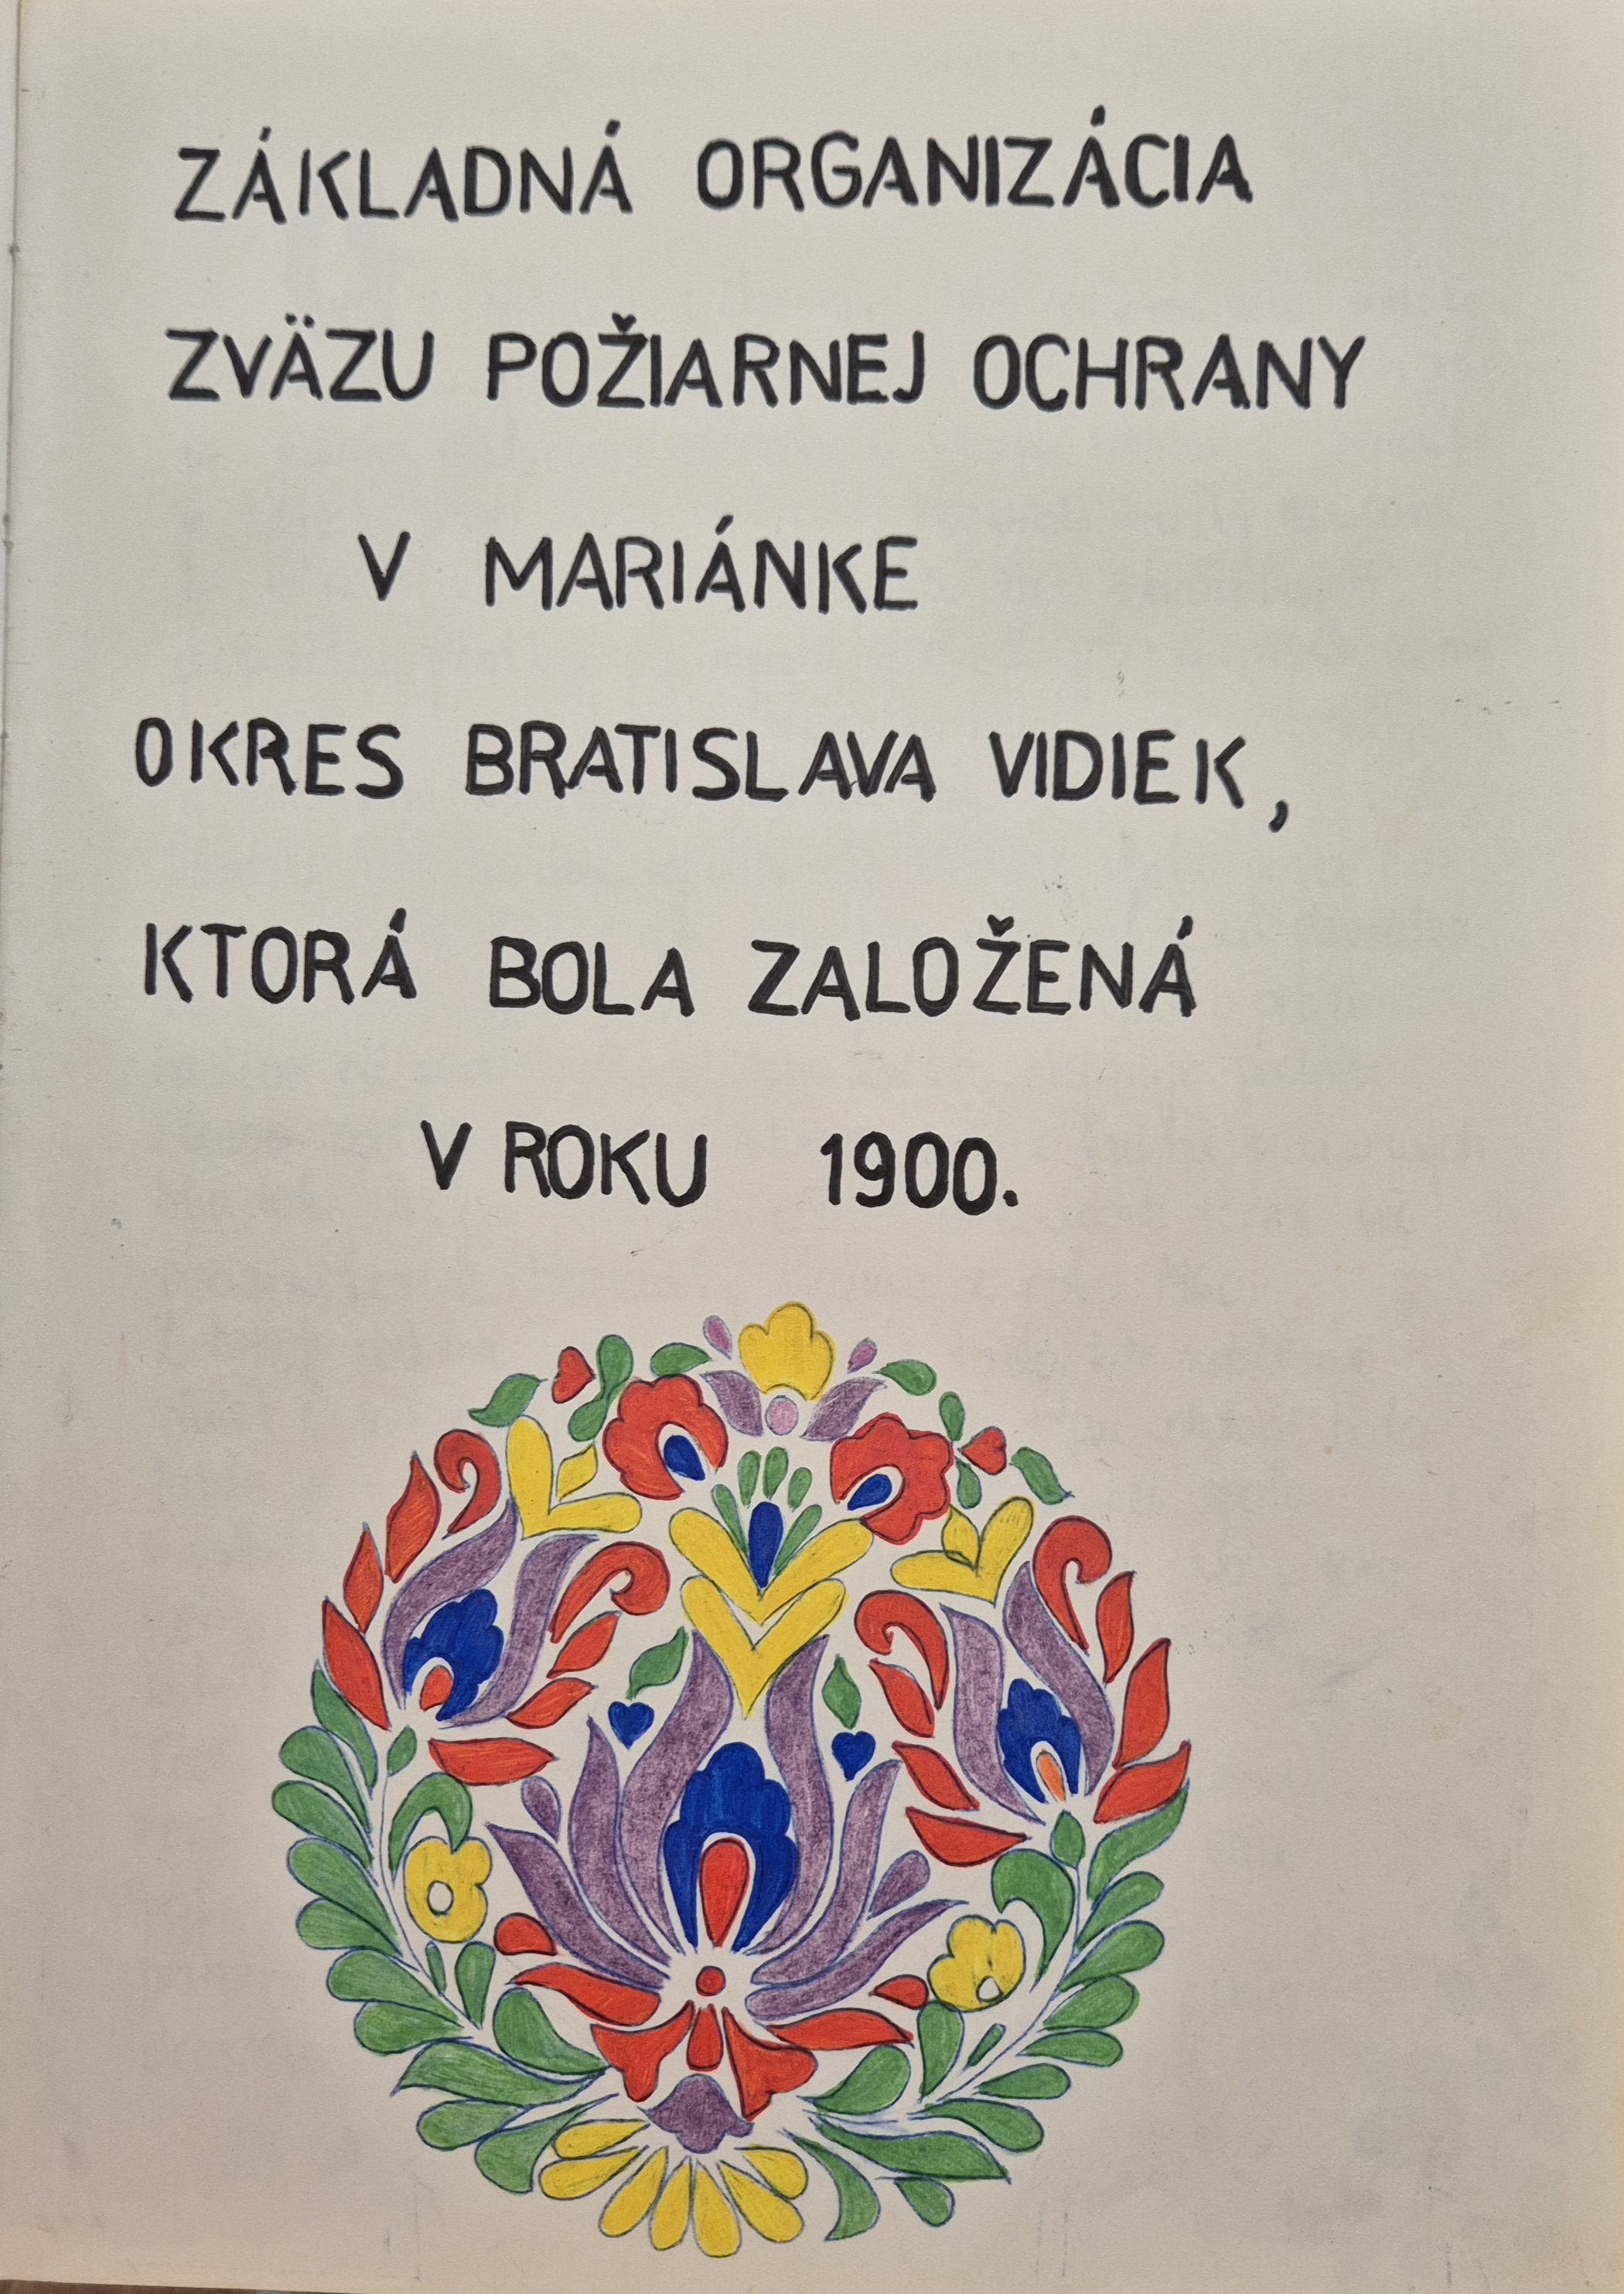 ZÁKLADNÁ ORGANIZÁCIA
ZVÄZU POŽIARNEJ OCHRANY
V MARIÁNKE
OKRES BRATISLAVA VIDIEK,
KTORÁ BOLA ZALOŽENÁ
V ROKU 1900.